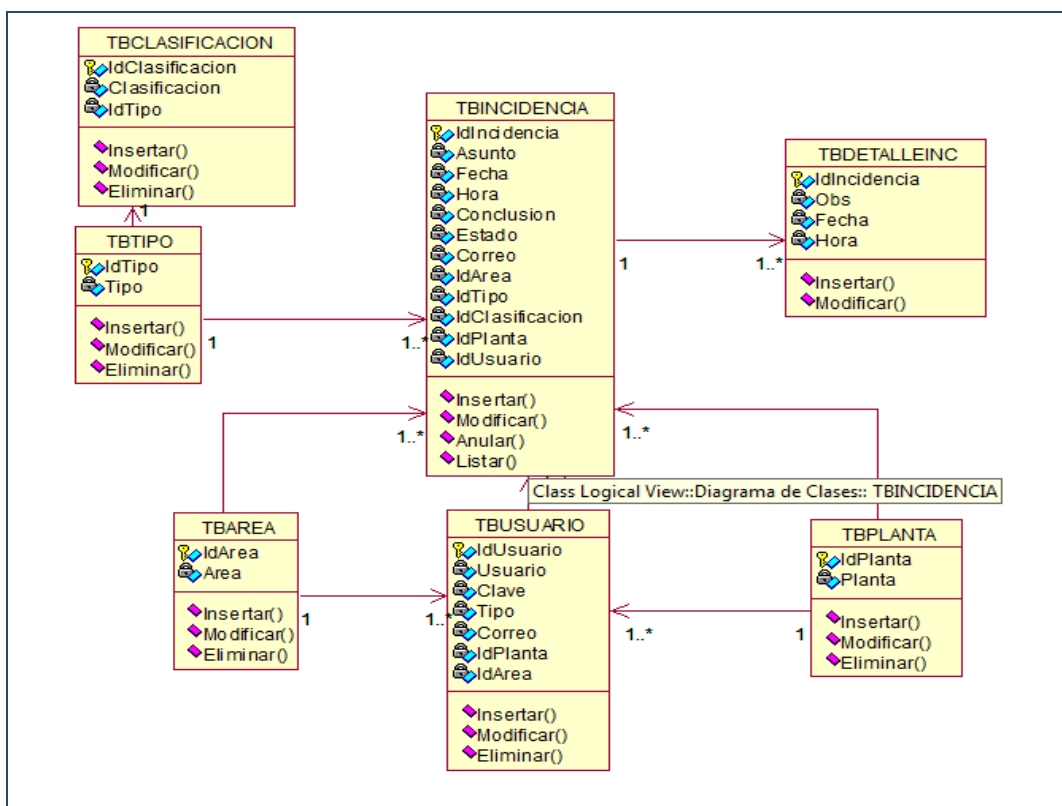 TBCLASIFICACION
IdClasificacion
Clasificacion
IdTipo
Insertar()
Modificar()
Eliminar()
1
TBTIPO
IdTipo
Tipo
Insertar()
Modificar()
Eliminar()
1
1..*
TBINCIDENCIA
IdIncidencia
Asunto
Fecha
Hora
Conclusion
Estado
Correo
IdArea
IdTipo
IdClasificacion
IdPlanta
IdUsuario
Insertar()
Modificar()
Anular()
Listar()
1
1..*
TBDETALLEINC
IdIncidencia
Obs
Fecha
Hora
Insertar()
Modificar()
1..*
1..*
Class Logical View::Diagrama de Clases:: TBINCIDENCIA
TBAREA
IdArea
Area
Insertar()
Modificar()
Eliminar()
1
1..*
TBUSUARIO
IdUsuario
Usuario
Clave
Tipo
Correo
IdPlanta
IdArea
Insertar()
Modificar()
Eliminar()
1..*
1
TBPLANTA
IdPlanta
Planta
Insertar()
Modificar()
Eliminar()